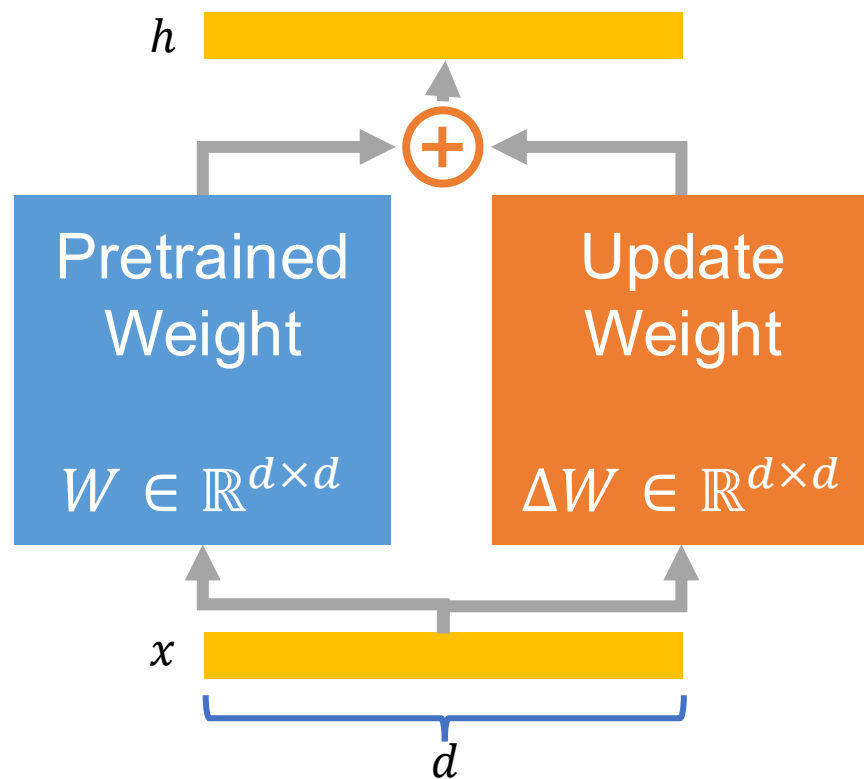 h
+
Pretrained
Weight
W ∈ ℝ^{d×d}
Update
Weight
ΔW ∈ ℝ^{d×d}
x
d